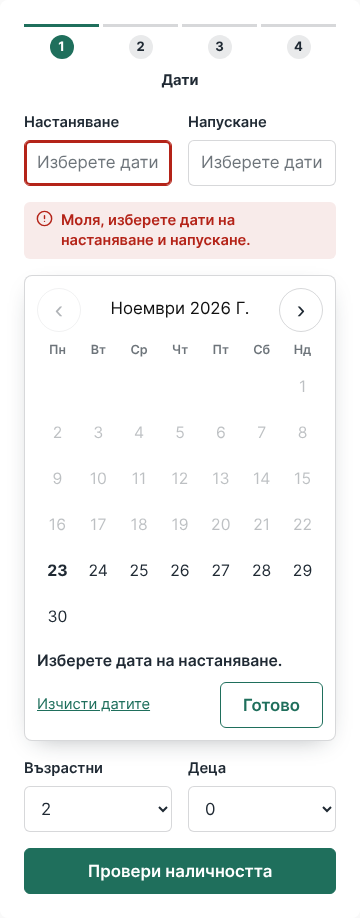 1 2 3 4
Дати
Настаняване Напускане
Изберете дати Изберете дати
Моля, изберете дати на
настаняване и напускане.
‹ Ноември 2026 Г. ›
Пн Вт Ср Чт Пт Сб Нд
1
2 3 4 5 6 7 8
9 10 11 12 13 14 15
16 17 18 19 20 21 22
23 24 25 26 27 28 29
30
Изберете дата на настаняване.
Изчисти датите Готово
Възрастни Деца
2 0
Провери наличността